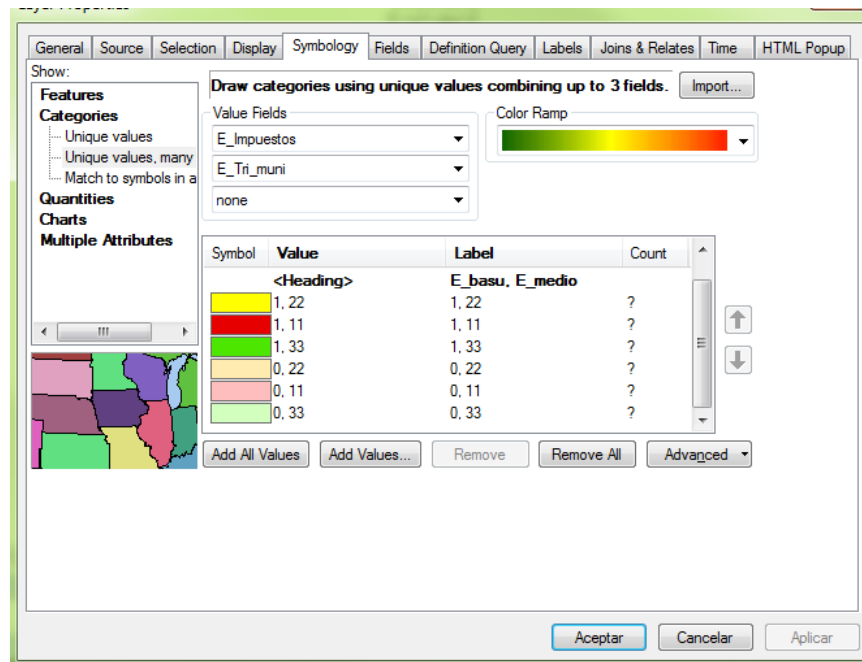 Layer Properties
General Source Selection Display Symbology Fields Definition Query Labels Joins & Relates Time HTML Popup
Show:
Features
Categories
Unique values
Unique values, many
Match to symbols in a
Quantities
Charts
Multiple Attributes
Draw categories using unique values combining up to 3 fields. Import...
Value Fields
E_Impuestos
E_Tri_muni
none
Color Ramp
Symbol Value Label Count
<Heading> E_basu, E_medio
1, 22 1, 22 ?
1, 11 1, 11 ?
1, 33 1, 33 ?
0, 22 0, 22 ?
0, 11 0, 11 ?
0, 33 0, 33 ?
Add All Values Add Values... Remove Remove All Advanced
Aceptar Cancelar Aplicar